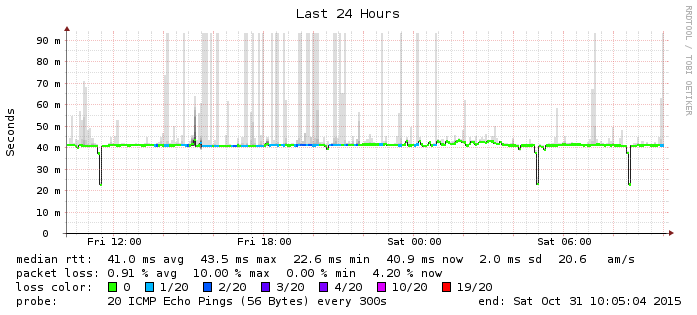 Last 24 Hours
RRDTOOL / TOBI OETIKER
Seconds
90 m
80 m
70 m
60 m
50 m
40 m
30 m
20 m
10 m
0
Fri 12:00 Fri 18:00 Sat 00:00 Sat 06:00
median rtt: 41.0 ms avg 43.5 ms max 22.6 ms min 40.9 ms now 2.0 ms sd 20.6 am/s
packet loss: 0.91 % avg 10.00 % max 0.00 % min 4.20 % now
loss color: 0 1/20 2/20 3/20 4/20 10/20 19/20
probe: 20 ICMP Echo Pings (56 Bytes) every 300s end: Sat Oct 31 10:05:04 2015